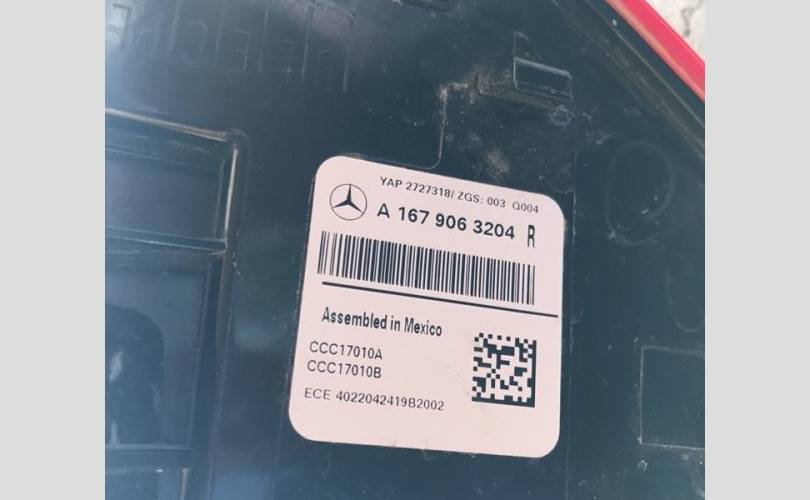 YAP 2727318/ ZGS: 003 Q004
A 167 906 3204 R
Assembled in Mexico
CCC17010A
CCC17010B
ECE 4022042419B2002